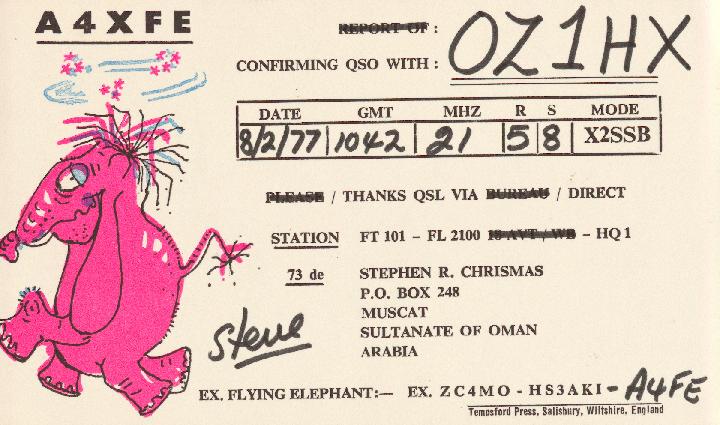 A4XFE
REPORT OF :
CONFIRMING QSO WITH : OZ1HX
DATE GMT MHZ R S MODE
8/2/77 1042 21 5 8 X2SSB
PLEASE / THANKS QSL VIA BUREAU / DIRECT
STATION FT 101 – FL 2100 18 AVT / WB – HQ 1
73 de STEPHEN R. CHRISMAS
P.O. BOX 248
MUSCAT
SULTANATE OF OMAN
ARABIA
Steve
EX. FLYING ELEPHANT:— EX. ZC4MO - HS3AKI - A4FE
Temosford Press, Salisbury, Wiltshire, England